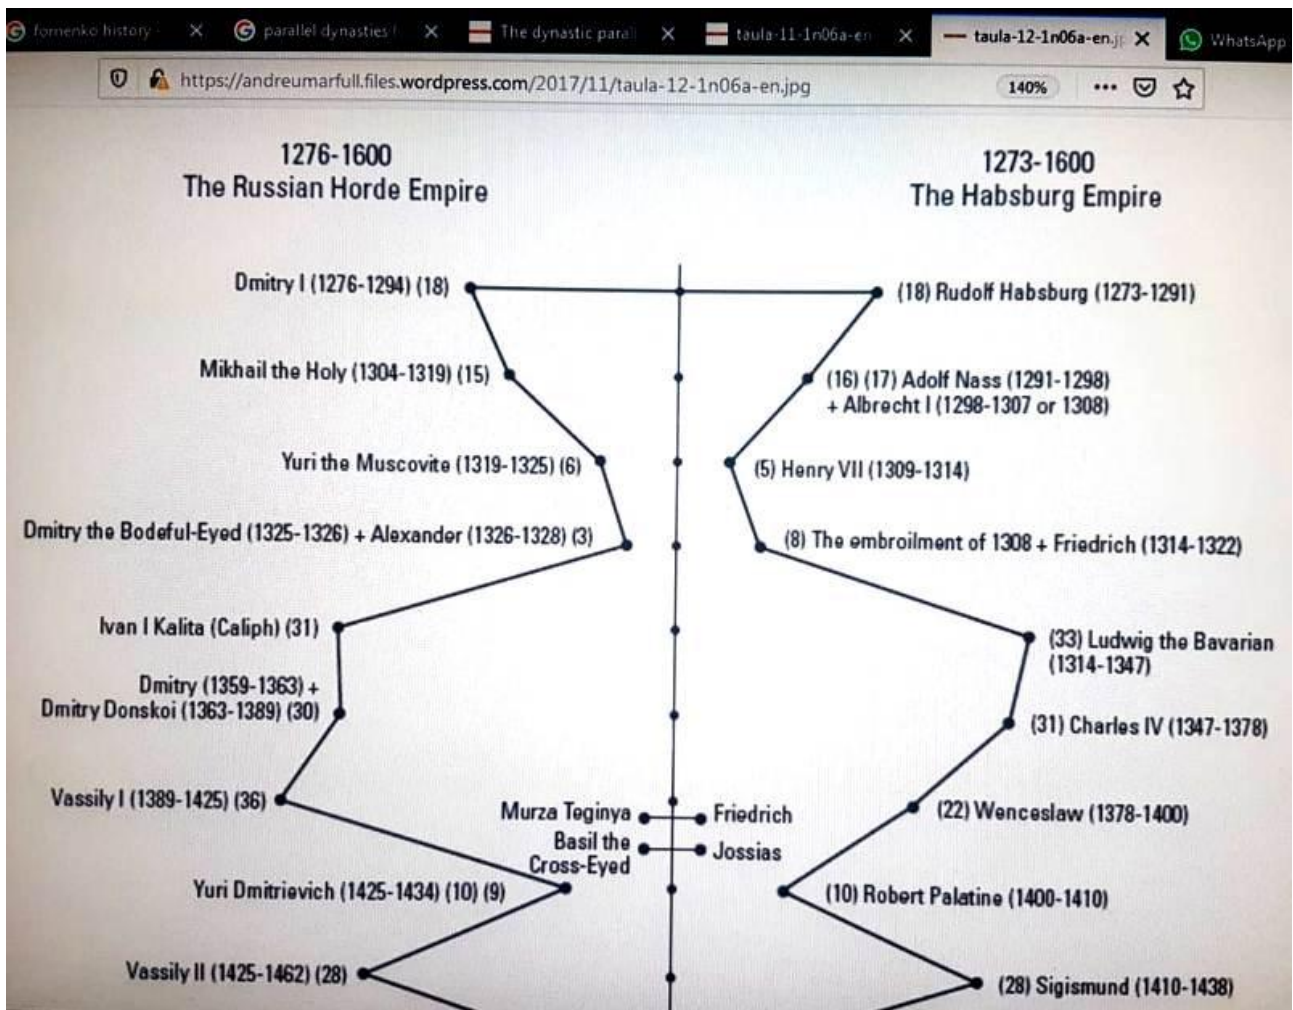 fomenko history
parallel dynasties
The dynastic paral
taula-11-1n06a-en
taula-12-1n06a-en.j
WhatsApp
https://andreumarfull.files.wordpress.com/2017/11/taula-12-1n06a-en.jpg
140%
1276-1600
The Russian Horde Empire
1273-1600
The Habsburg Empire
Dmitry I (1276-1294) (18)
(18) Rudolf Habsburg (1273-1291)
Mikhail the Holy (1304-1319) (15)
(16) (17) Adolf Nass (1291-1298)
+ Albrecht I (1298-1307 or 1308)
Yuri the Muscovite (1319-1325) (6)
(5) Henry VII (1309-1314)
Dmitry the Bodeful-Eyed (1325-1326) + Alexander (1326-1328) (3)
(8) The embroilment of 1308 + Friedrich (1314-1322)
Ivan I Kalita (Caliph) (31)
(33) Ludwig the Bavarian
(1314-1347)
Dmitry (1359-1363) +
Dmitry Donskoi (1363-1389) (30)
(31) Charles IV (1347-1378)
Vassily I (1389-1425) (36)
Murza Teginya
Friedrich
(22) Wenceslaw (1378-1400)
Basil the
Cross-Eyed
Jossias
Yuri Dmitrievich (1425-1434) (10) (9)
(10) Robert Palatine (1400-1410)
Vassily II (1425-1462) (28)
(28) Sigismund (1410-1438)